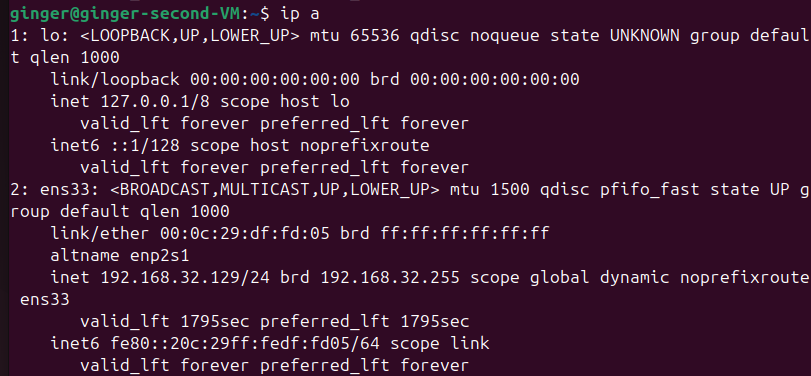 ginger@ginger-second-VM:~$ ip a
1: lo: <LOOPBACK,UP,LOWER_UP> mtu 65536 qdisc noqueue state UNKNOWN group defaul
t qlen 1000
    link/loopback 00:00:00:00:00:00 brd 00:00:00:00:00:00
    inet 127.0.0.1/8 scope host lo
       valid_lft forever preferred_lft forever
    inet6 ::1/128 scope host noprefixroute
       valid_lft forever preferred_lft forever
2: ens33: <BROADCAST,MULTICAST,UP,LOWER_UP> mtu 1500 qdisc pfifo_fast state UP g
roup default qlen 1000
    link/ether 00:0c:29:df:fd:05 brd ff:ff:ff:ff:ff:ff
    altname enp2s1
    inet 192.168.32.129/24 brd 192.168.32.255 scope global dynamic noprefixroute
 ens33
       valid_lft 1795sec preferred_lft 1795sec
    inet6 fe80::20c:29ff:fedf:fd05/64 scope link
       valid_lft forever preferred_lft forever